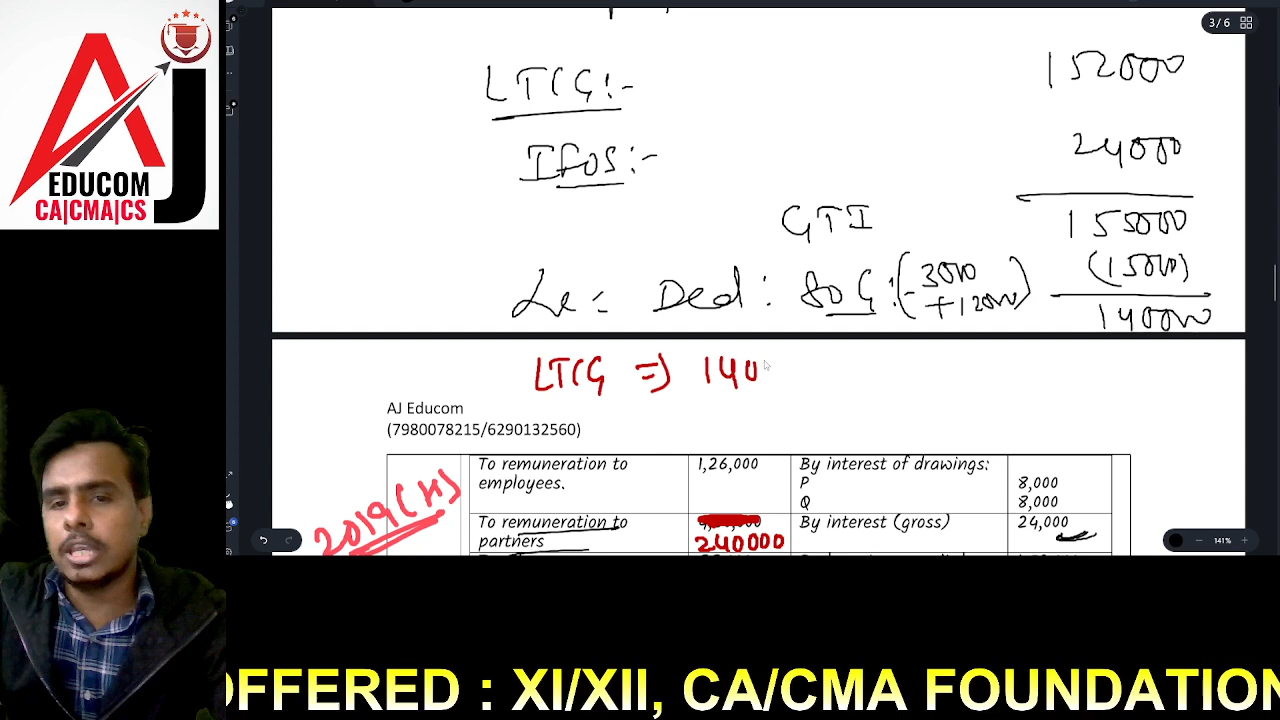 AJ
EDUCOM
CA|CMA|CS
3/6
LTCG:- 152000
IFOS:- 24000
GTI 155000
Le = Ded: 80G:(-3000 +12000) (15000)
140000
LTCG => 140
AJ Educom
(7980078215/6290132560)
2019(H)
To remuneration to employees. 1,26,000 By interest of drawings:
P 8,000
Q 8,000
To remuneration to partners 240000 By interest (gross) 24,000
141%
OFFERED : XI/XII, CA/CMA FOUNDATION